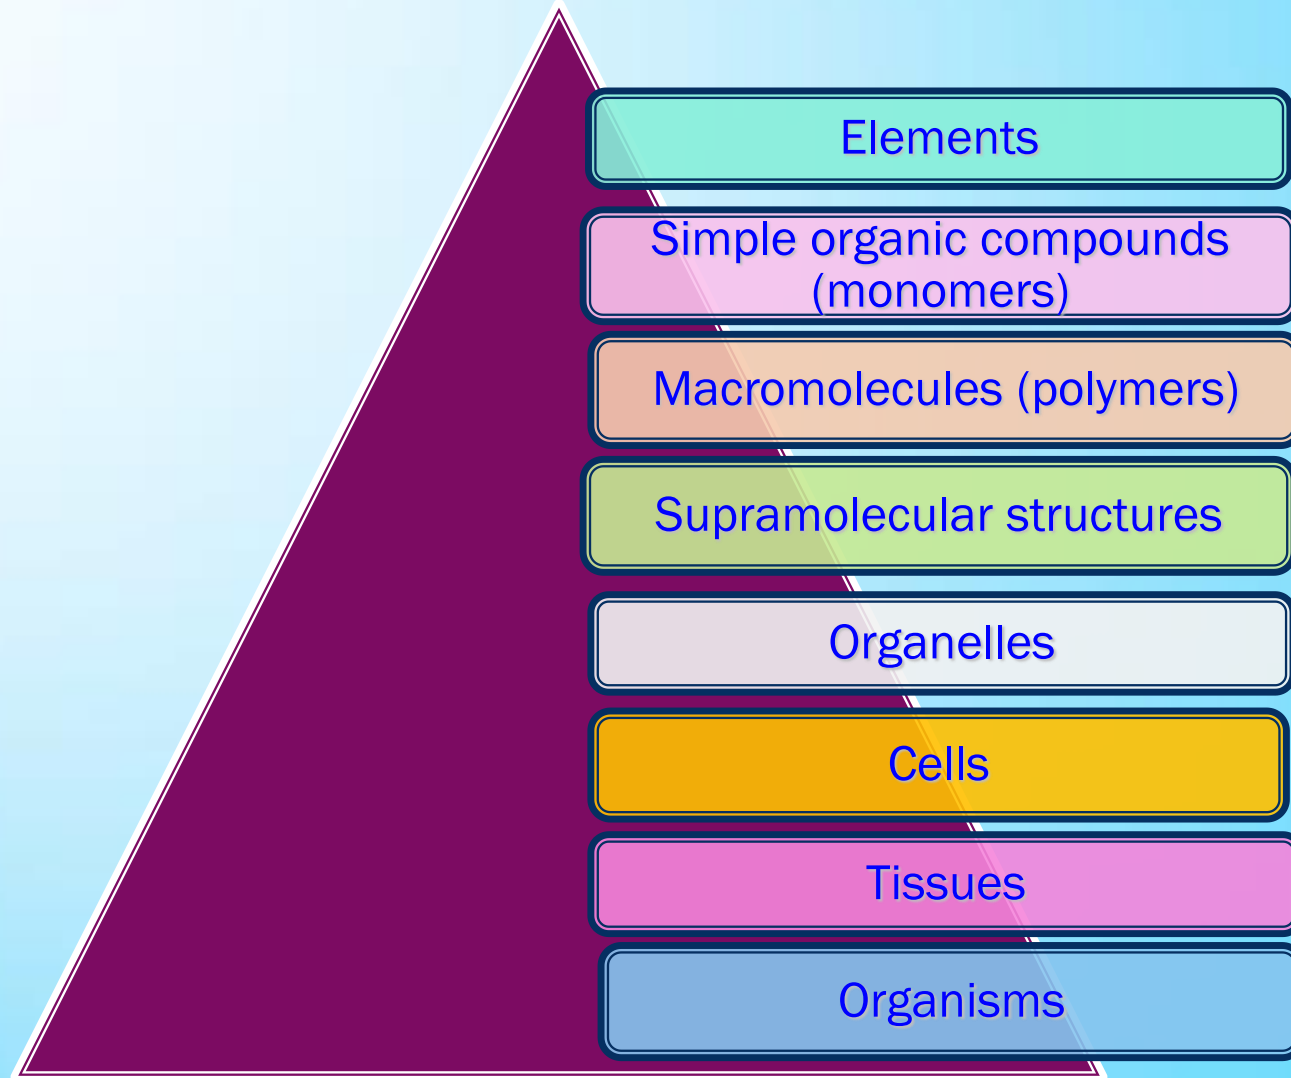 Elements
Simple organic compounds
(monomers)
Macromolecules (polymers)
Supramolecular structures
Organelles
Cells
Tissues
Organisms